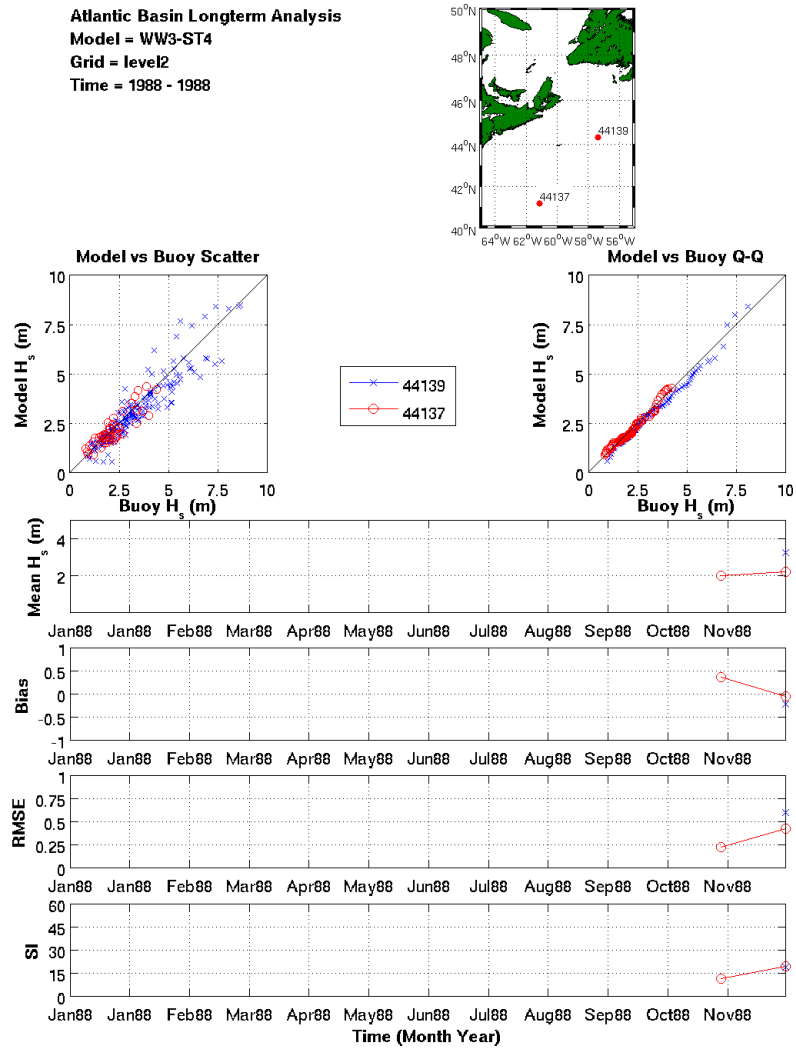 Atlantic Basin Longterm Analysis
Model = WW3-ST4
Grid = level2
Time = 1988 - 1988
50°N
48°N
46°N
44°N
42°N
40°N
44139
44137
64°W 62°W 60°W 58°W 56°W
Model vs Buoy Scatter
10
7.5
5
2.5
0
Model Hs (m)
0 2.5 5 7.5 10
Buoy Hs (m)
44139
44137
Model vs Buoy Q-Q
10
7.5
5
2.5
0
Model Hs (m)
0 2.5 5 7.5 10
Buoy Hs (m)
Mean Hs (m)
4
2
Jan88 Jan88 Feb88 Mar88 Apr88 May88 Jun88 Jul88 Aug88 Sep88 Oct88 Nov88
Bias
1
0.5
0
-0.5
-1
Jan88 Jan88 Feb88 Mar88 Apr88 May88 Jun88 Jul88 Aug88 Sep88 Oct88 Nov88
RMSE
1
0.75
0.5
0.25
0
Jan88 Jan88 Feb88 Mar88 Apr88 May88 Jun88 Jul88 Aug88 Sep88 Oct88 Nov88
SI
60
45
30
15
0
Jan88 Jan88 Feb88 Mar88 Apr88 May88 Jun88 Jul88 Aug88 Sep88 Oct88 Nov88
Time (Month Year)